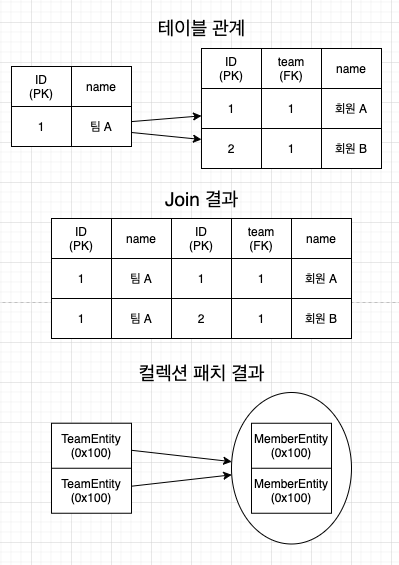 테이블 관계
ID
(PK)
name
1
팀 A
ID
(PK)
team
(FK)
name
1
1
회원 A
2
1
회원 B
Join 결과
ID
(PK)
name
ID
(PK)
team
(FK)
name
1
팀 A
1
1
회원 A
1
팀 A
2
1
회원 B
컬렉션 패치 결과
TeamEntity
(0x100)
TeamEntity
(0x100)
MemberEntity
(0x100)
MemberEntity
(0x100)